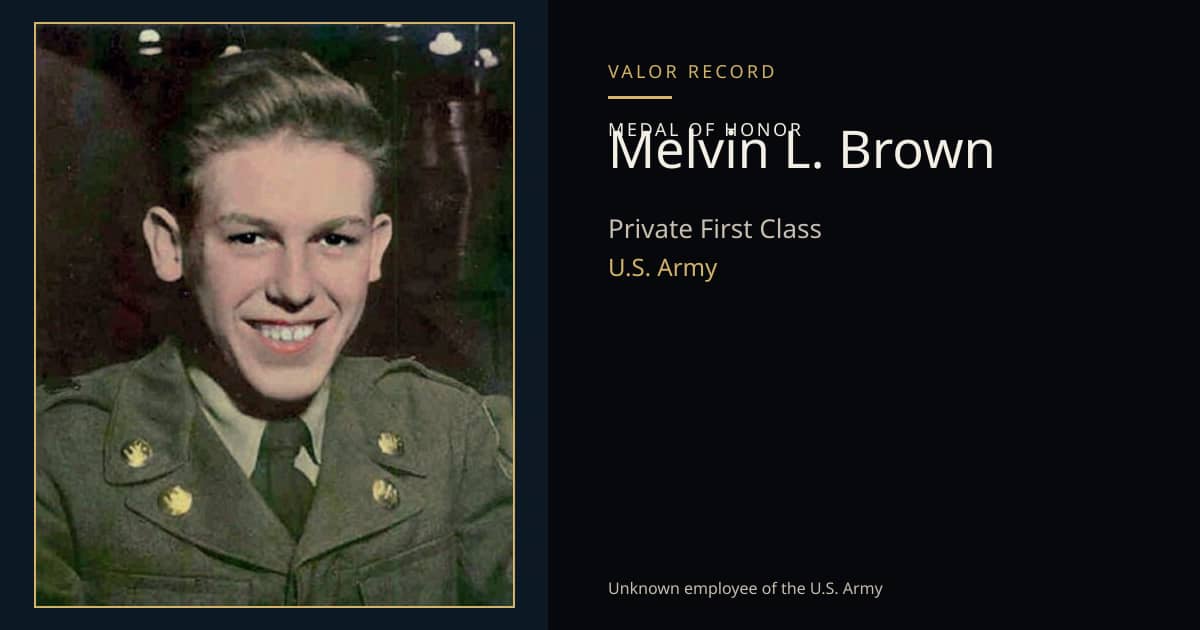 VALOR RECORD
MEDAL OF HONOR
Melvin L. Brown
Private First Class
U.S. Army
Unknown employee of the U.S. Army